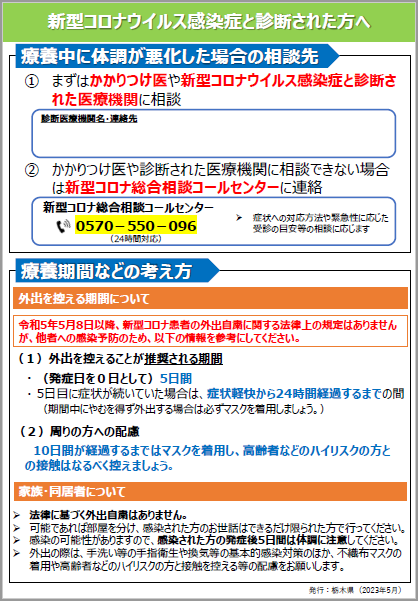 新型コロナウイルス感染症と診断された方へ
療養中に体調が悪化した場合の相談先
① まずはかかりつけ医や新型コロナウイルス感染症と診断さ
れた医療機関に相談
診断医療機関名・連絡先
② かかりつけ医や診断された医療機関に相談できない場合
は新型コロナ総合相談コールセンターに連絡
新型コロナ総合相談コールセンター
0570-550-096
(24時間対応)
➢ 症状への対応方法や緊急性に応じた
受診の目安等の相談に応じます
療養期間などの考え方
外出を控える期間について
令和5年5月8日以降、新型コロナ患者の外出自粛に関する法律上の規定はありません
が、他者への感染予防のため、以下の情報を参考にしてください。
(1)外出を控えることが推奨される期間
・(発症日を0日として)5日間
・5日目に症状が続いていた場合は、症状軽快から24時間経過するまでの間
(期間中にやむを得ず外出する場合は必ずマスクを着用しましょう。)
(2)周りの方への配慮
10日間が経過するまではマスクを着用し、高齢者などのハイリスクの方と
の接触はなるべく控えましょう。
家族・同居者について
➢ 法律に基づく外出自粛はありません。
➢ 可能であれば部屋を分け、感染された方のお世話はできるだけ限られた方で行ってください。
➢ 感染の可能性がありますので、感染された方の発症後5日間は体調に注意してください。
➢ 外出の際は、手洗い等の手指衛生や換気等の基本的感染対策のほか、不織布マスクの
着用や高齢者などのハイリスクの方と接触を控える等の配慮をお願いします。
発行:栃木県(2023年5月)